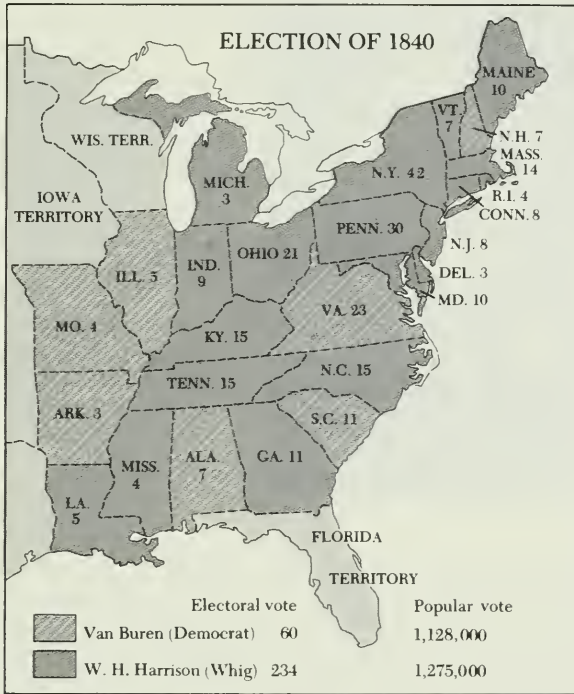 ELECTION OF 1840
MAINE
10
VT.
7
N.H. 7
MASS.
14
WIS. TERR.
N.Y. 42
MICH.
3
R.I. 4
CONN. 8
IOWA
TERRITORY
PENN. 30
N.J. 8
OHIO 21
IND.
9
ILL. 5
DEL. 3
MD. 10
VA. 23
MO. 4
KY. 15
N.C. 15
TENN. 15
ARK. 3
S.C. 11
MISS.
4
ALA.
7
GA. 11
LA.
5
FLORIDA
TERRITORY
Electoral vote Popular vote
Van Buren (Democrat) 60 1,128,000
W. H. Harrison (Whig) 234 1,275,000